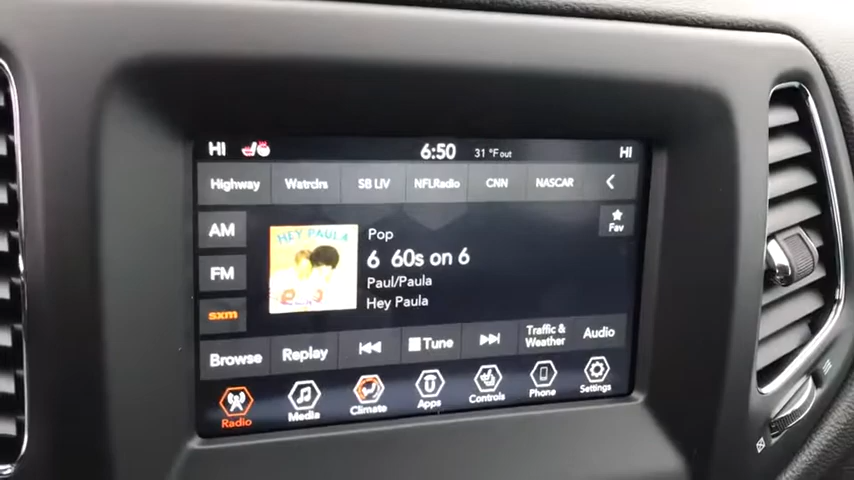 HI 6:50 31 °F out HI
Highway Watrclrs SB LIV NFLRadio CNN NASCAR
AM
FM
sxm
HEY PAULA
Pop
6 60s on 6
Paul/Paula
Hey Paula
Fav
Browse Replay Tune Traffic & Weather Audio
Radio Media Climate Apps Controls Phone Settings